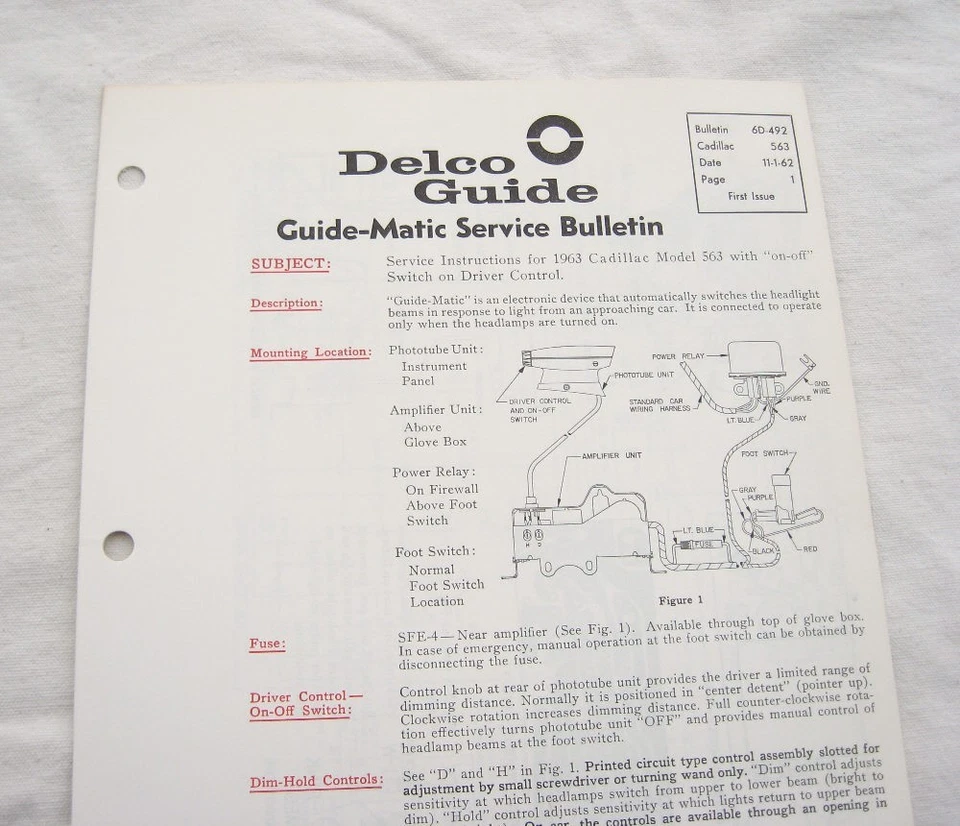 Delco
Guide
Bulletin 6D-492
Cadillac 563
Date 11-1-62
Page 1
First Issue
Guide-Matic Service Bulletin
SUBJECT:
Service Instructions for 1963 Cadillac Model 563 with "on-off"
Switch on Driver Control.
Description:
"Guide-Matic" is an electronic device that automatically switches the headlight
beams in response to light from an approaching car. It is connected to operate
only when the headlamps are turned on.
Mounting Location:
Phototube Unit:
Instrument
Panel
Amplifier Unit:
Above
Glove Box
Power Relay:
On Firewall
Above Foot
Switch
Foot Switch:
Normal
Foot Switch
Location
DRIVER CONTROL
AND ON-OFF
SWITCH
PHOTOTUBE UNIT
POWER RELAY
STANDARD CAR
WIRING HARNESS
LT. BLUE
GND.
WIRE
PURPLE
GRAY
AMPLIFIER UNIT
H D
LT. BLUE
FUSE
FOOT SWITCH
GRAY
PURPLE
BLACK
RED
Figure 1
Fuse:
SFE-4—Near amplifier (See Fig. 1). Available through top of glove box.
In case of emergency, manual operation at the foot switch can be obtained by
disconnecting the fuse.
Driver Control—
On-Off Switch:
Control knob at rear of phototube unit provides the driver a limited range of
dimming distance. Normally it is positioned in "center detent" (pointer up).
Clockwise rotation increases dimming distance. Full counter-clockwise rota-
tion effectively turns phototube unit "OFF" and provides manual control of
headlamp beams at the foot switch.
Dim-Hold Controls:
See "D" and "H" in Fig. 1. Printed circuit type control assembly slotted for
adjustment by small screwdriver or turning wand only. "Dim" control adjusts
sensitivity at which headlamps switch from upper to lower beam (bright to
dim). "Hold" control adjusts sensitivity at which lights return to upper beam
On car, the controls are available through an opening in